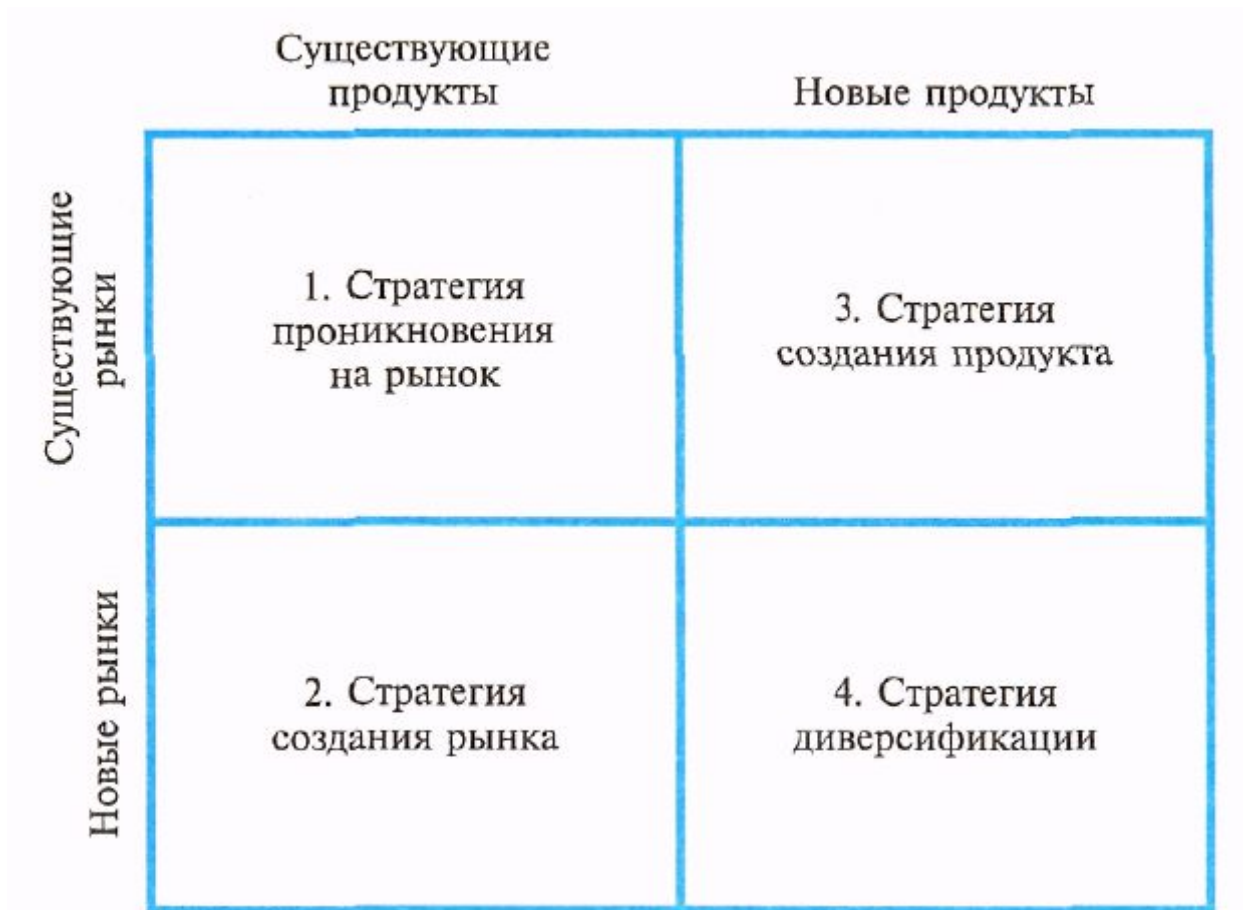 Существующие
продукты
Новые продукты
Существующие
рынки
1. Стратегия
проникновения
на рынок
3. Стратегия
создания продукта
Новые рынки
2. Стратегия
создания рынка
4. Стратегия
диверсификации